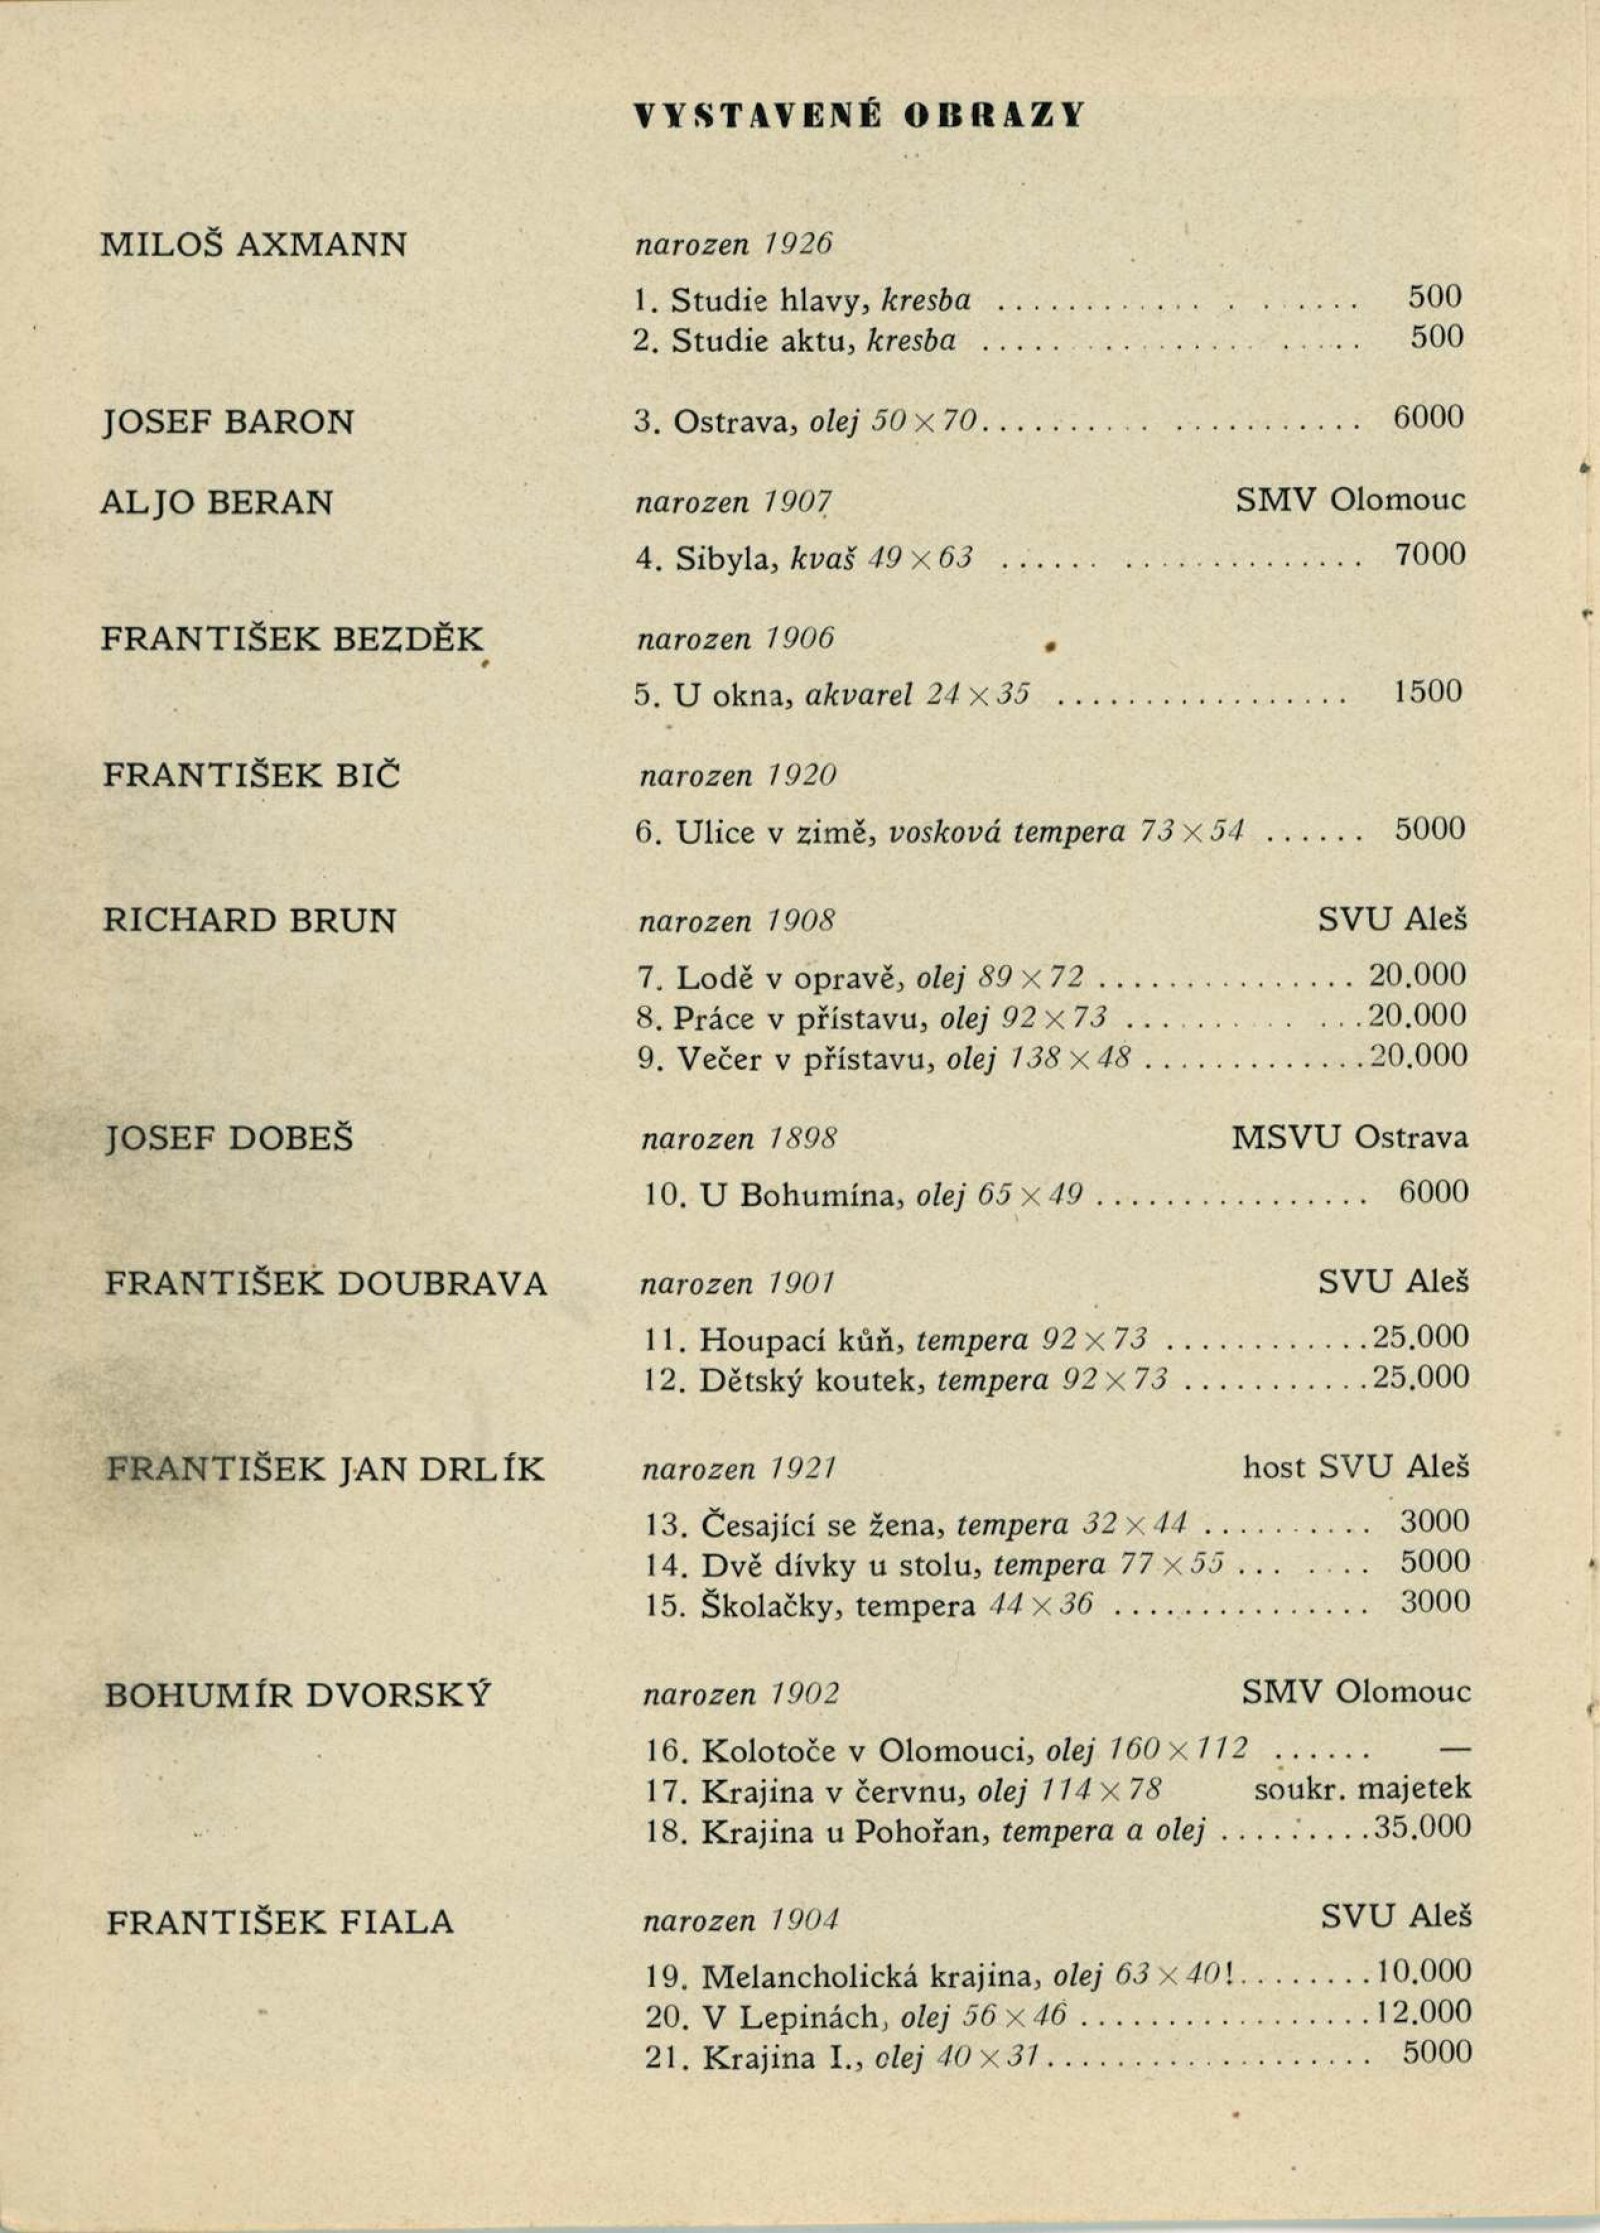 VYSTAVENÉ OBRAZY
MILOŠ AXMANN narozen 1926
1. Studie hlavy, kresba .................... 500
2. Studie aktu, kresba .................... 500
JOSEF BARON 3. Ostrava, olej 50×70.................... 6000
ALJO BERAN narozen 1907 SMV Olomouc
4. Sibyla, kvaš 49×63 .................... 7000
FRANTIŠEK BEZDĚK narozen 1906
5. U okna, akvarel 24×35 ................. 1500
FRANTIŠEK BIČ narozen 1920
6. Ulice v zimě, vosková tempera 73×54 ...... 5000
RICHARD BRUN narozen 1908 SVU Aleš
7. Lodě v opravě, olej 89×72 ............... 20.000
8. Práce v přístavu, olej 92×73 ............. 20.000
9. Večer v přístavu, olej 138×48 ............. 20.000
JOSEF DOBEŠ narozen 1898 MSVU Ostrava
10. U Bohumína, olej 65×49 ................ 6000
FRANTIŠEK DOUBRAVA narozen 1901 SVU Aleš
11. Houpací kůň, tempera 92×73 ............ 25.000
12. Dětský koutek, tempera 92×73 ........... 25.000
FRANTIŠEK JAN DRLÍK narozen 1921 host SVU Aleš
13. Česající se žena, tempera 32×44 .......... 3000
14. Dvě dívky u stolu, tempera 77×55 ... .... 5000
15. Školačky, tempera 44×36 ............... 3000
BOHUMÍR DVORSKÝ narozen 1902 SMV Olomouc
16. Kolotoče v Olomouci, olej 160×112 ...... —
17. Krajina v červnu, olej 114×78 soukr. majetek
18. Krajina u Pohořan, tempera a olej ......... 35.000
FRANTIŠEK FIALA narozen 1904 SVU Aleš
19. Melancholická krajina, olej 63×40!........ 10.000
20. V Lepinách, olej 56×46 ................. 12.000
21. Krajina I., olej 40×31................... 5000